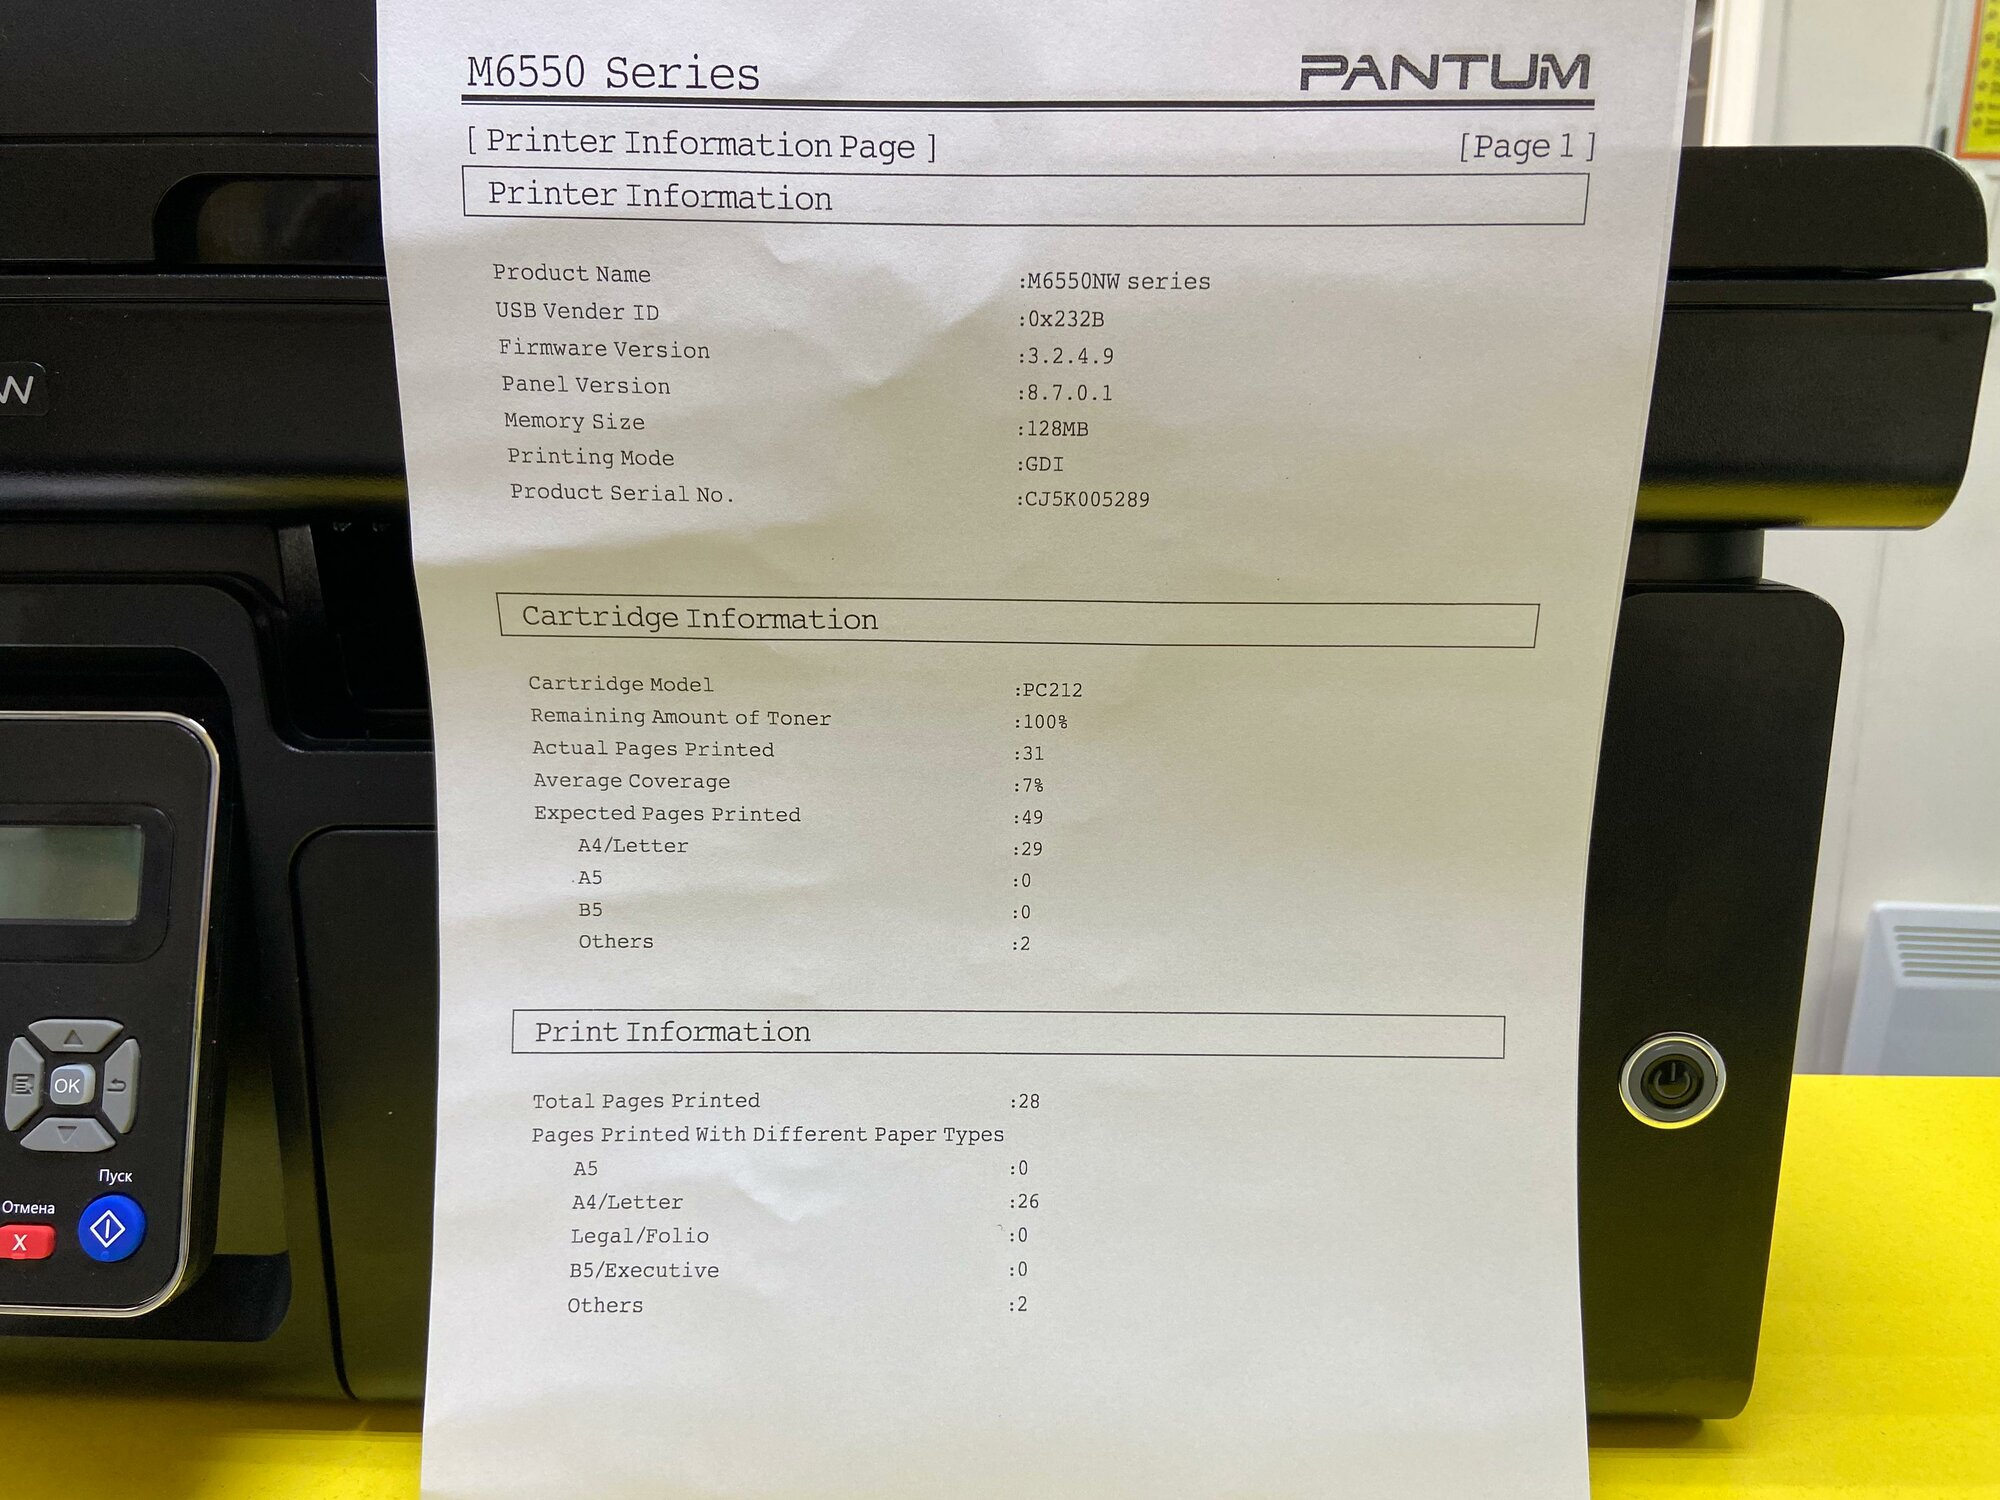 M6550 Series PANTUM
[ Printer Information Page ] [Page 1 ]
Printer Information
Product Name :M6550NW series
USB Vender ID :0x232B
Firmware Version :3.2.4.9
Panel Version :8.7.0.1
Memory Size :128MB
Printing Mode :GDI
Product Serial No. :CJ5K005289
Cartridge Information
Cartridge Model :PC212
Remaining Amount of Toner :100%
Actual Pages Printed :31
Average Coverage :7%
Expected Pages Printed :49
A4/Letter :29
A5 :0
B5 :0
Others :2
Print Information
Total Pages Printed :28
Pages Printed With Different Paper Types
A5 :0
A4/Letter :26
Legal/Folio :0
B5/Executive :0
Others :2
W
OK
Пуск
Отмена
X